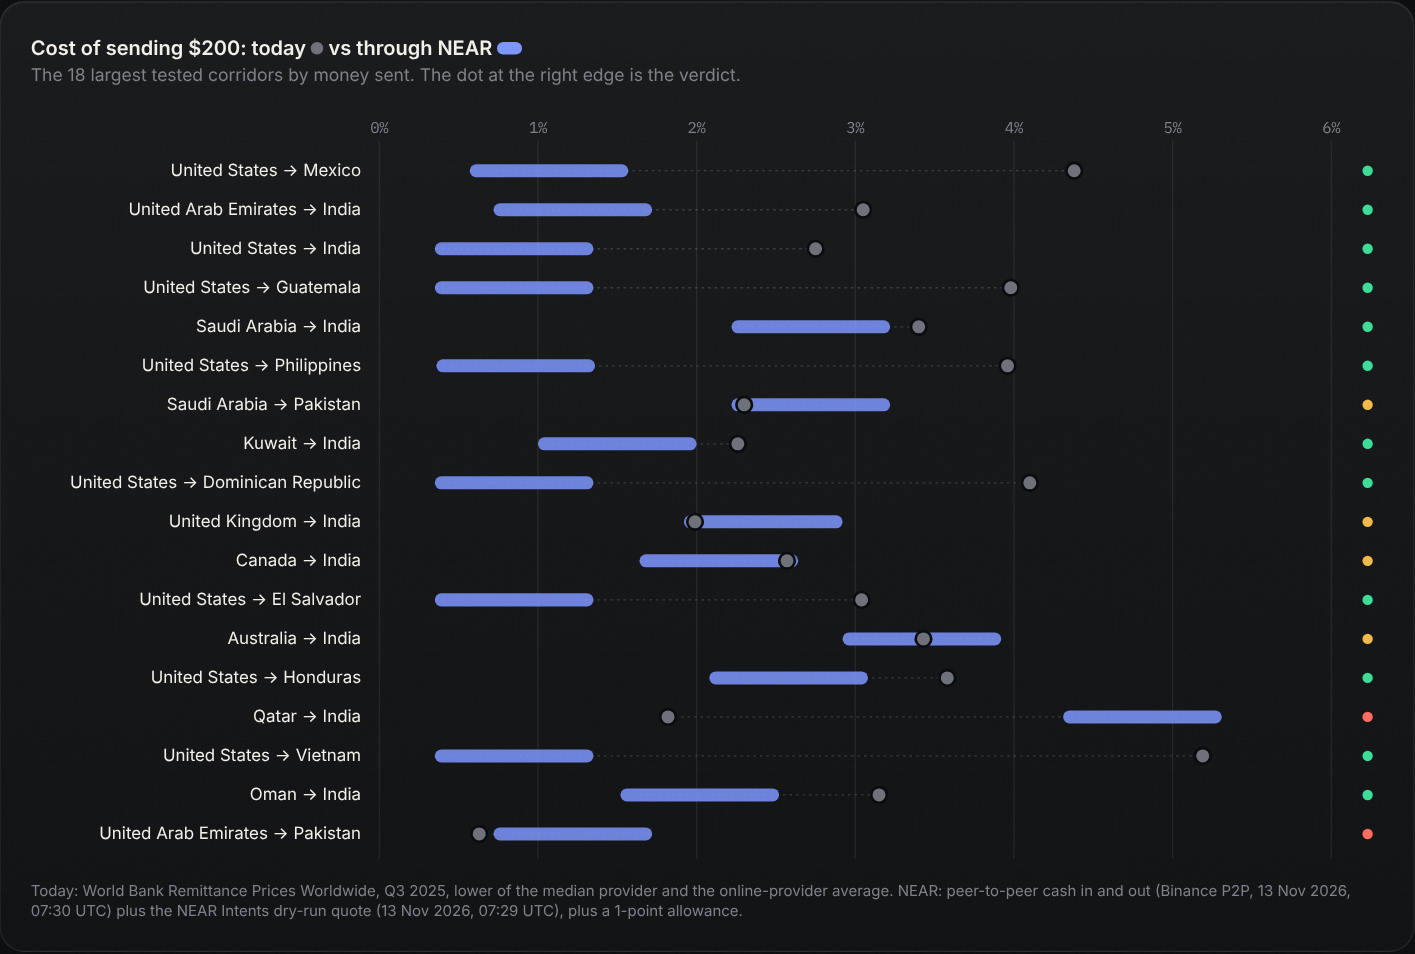 Cost of sending $200: today vs through NEAR
The 18 largest tested corridors by money sent. The dot at the right edge is the verdict.
0% 1% 2% 3% 4% 5% 6%
United States → Mexico
United Arab Emirates → India
United States → India
United States → Guatemala
Saudi Arabia → India
United States → Philippines
Saudi Arabia → Pakistan
Kuwait → India
United States → Dominican Republic
United Kingdom → India
Canada → India
United States → El Salvador
Australia → India
United States → Honduras
Qatar → India
United States → Vietnam
Oman → India
United Arab Emirates → Pakistan
Today: World Bank Remittance Prices Worldwide, Q3 2025, lower of the median provider and the online-provider average. NEAR: peer-to-peer cash in and out (Binance P2P, 13 Nov 2026,
07:30 UTC) plus the NEAR Intents dry-run quote (13 Nov 2026, 07:29 UTC), plus a 1-point allowance.